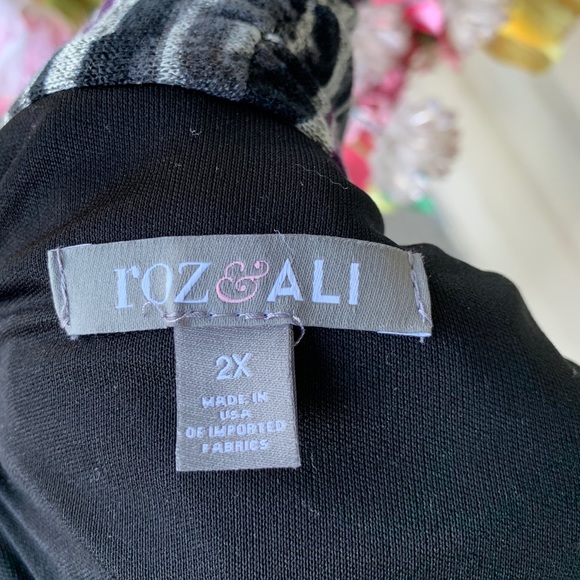 roz&ALI
2X
MADE IN
USA
OF IMPORTED
FABRICS